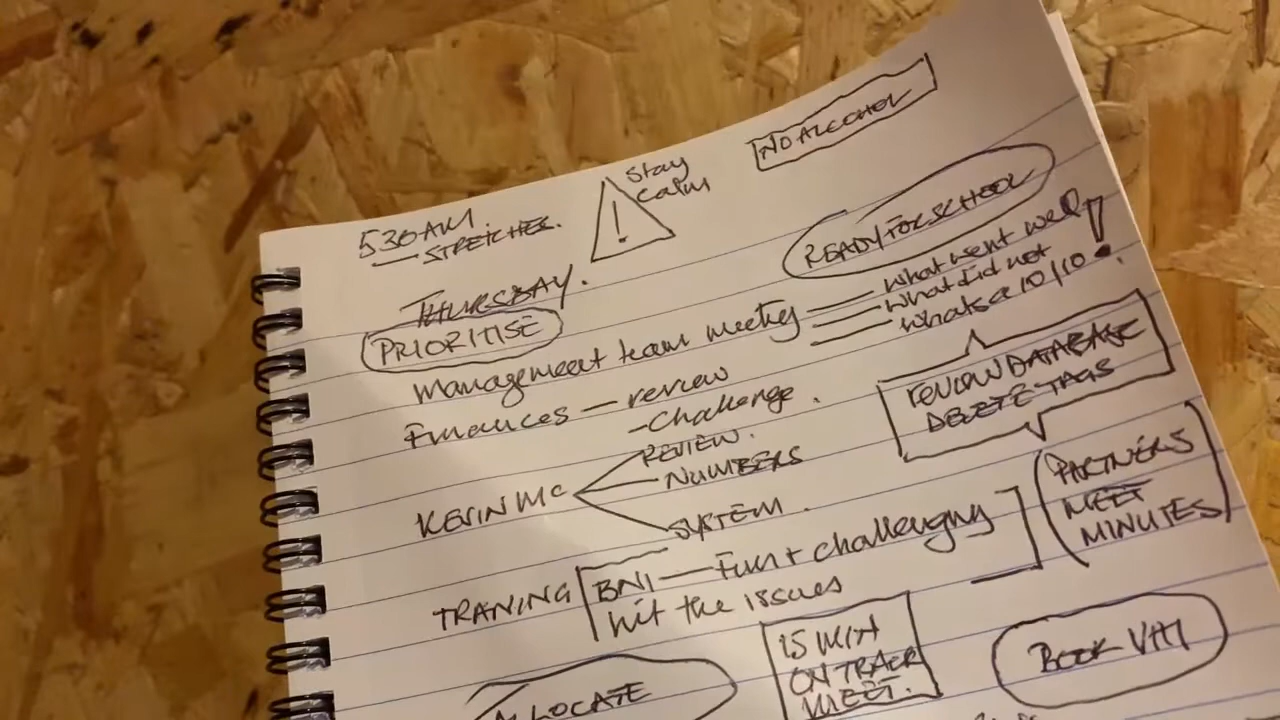 NO ALCOHOL
Stay
calm
!
530AM.
STRETCHES.
READY FOR SCHOOL
THURSDAY.
PRIORITISE
Management team meeting
what went well
what did not
whats a 10/10!
Finances - review
- Challenge.
REVIEW DATABASE
DELETE TAGS
KEVIN MC
REVIEW.
NUMBERS
SYSTEM.
PARTNERS
MEET
MINUTES
TRANING
BNI - Fun + challenging
hit the issues
15 MIN
ON TRACK
MEET.
BOOK VHI
ALLOCATE